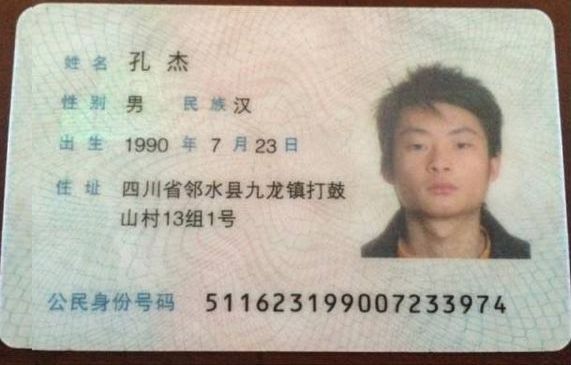 姓名 孔杰
性别 男 民族 汉
出生 1990 年 7 月 23 日
住址 四川省邻水县九龙镇打鼓
山村13组1号
公民身份号码 511623199007233974